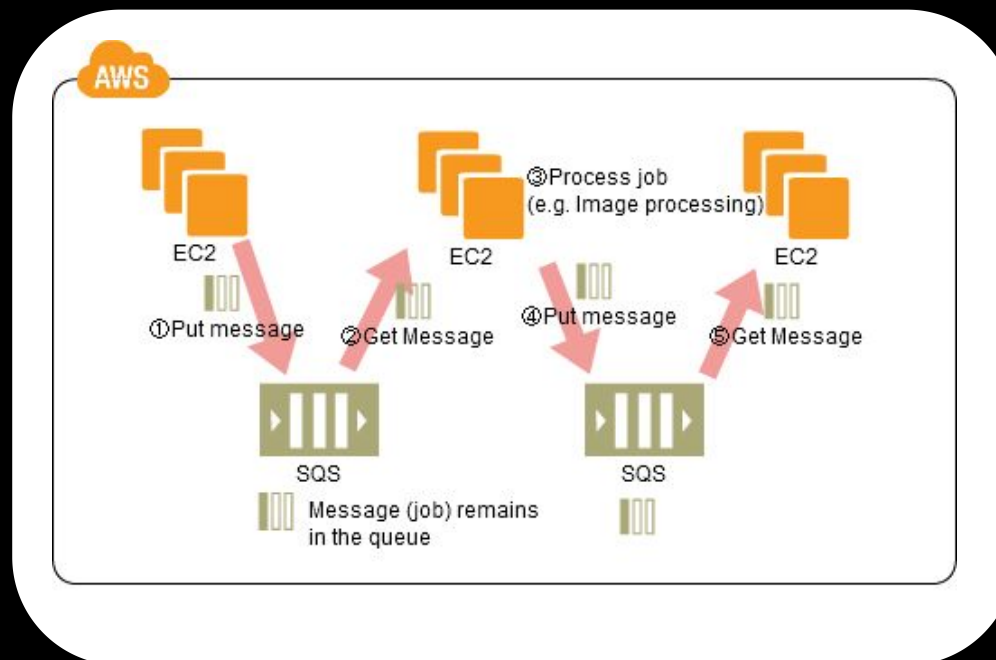 AWS
EC2
①Put message
②Get Message
EC2
③Process job
(e.g. Image processing)
④Put message
EC2
⑤Get Message
SQS
Message (job) remains
in the queue
SQS